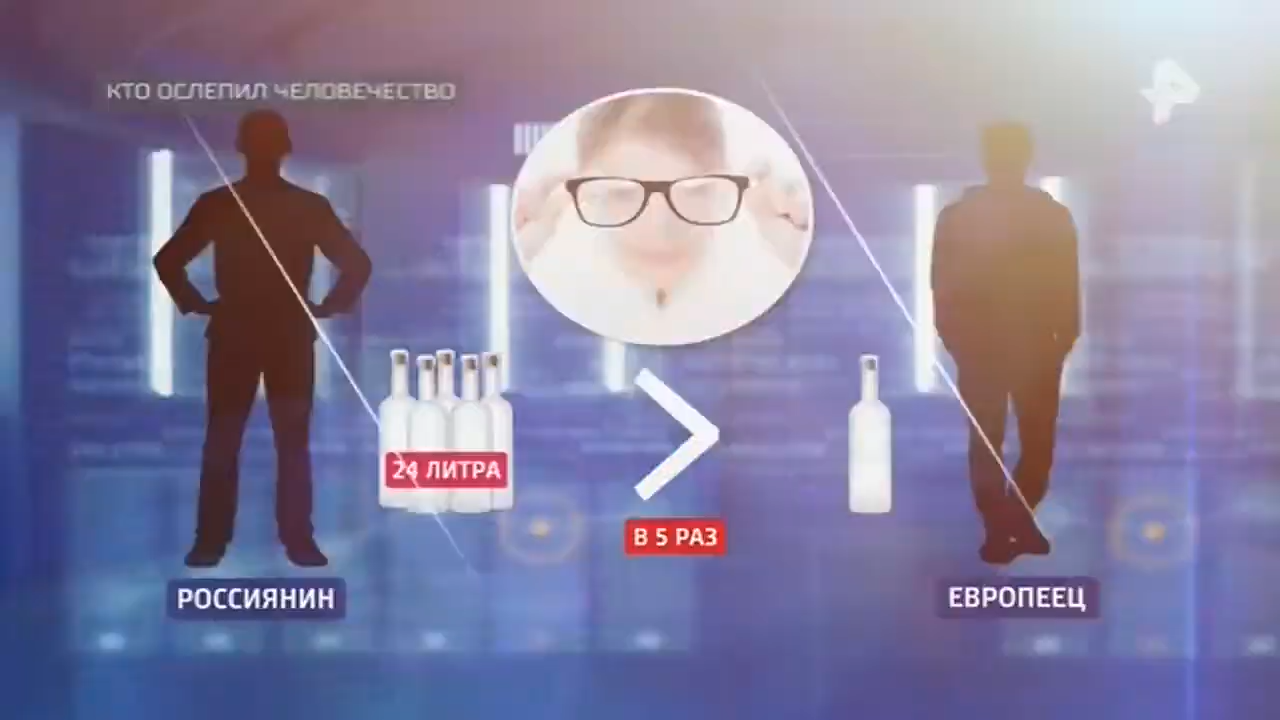 КТО ОСЛЕПИЛ ЧЕЛОВЕЧЕСТВО
24 ЛИТРА
В 5 РАЗ
РОССИЯНИН
ЕВРОПЕЕЦ